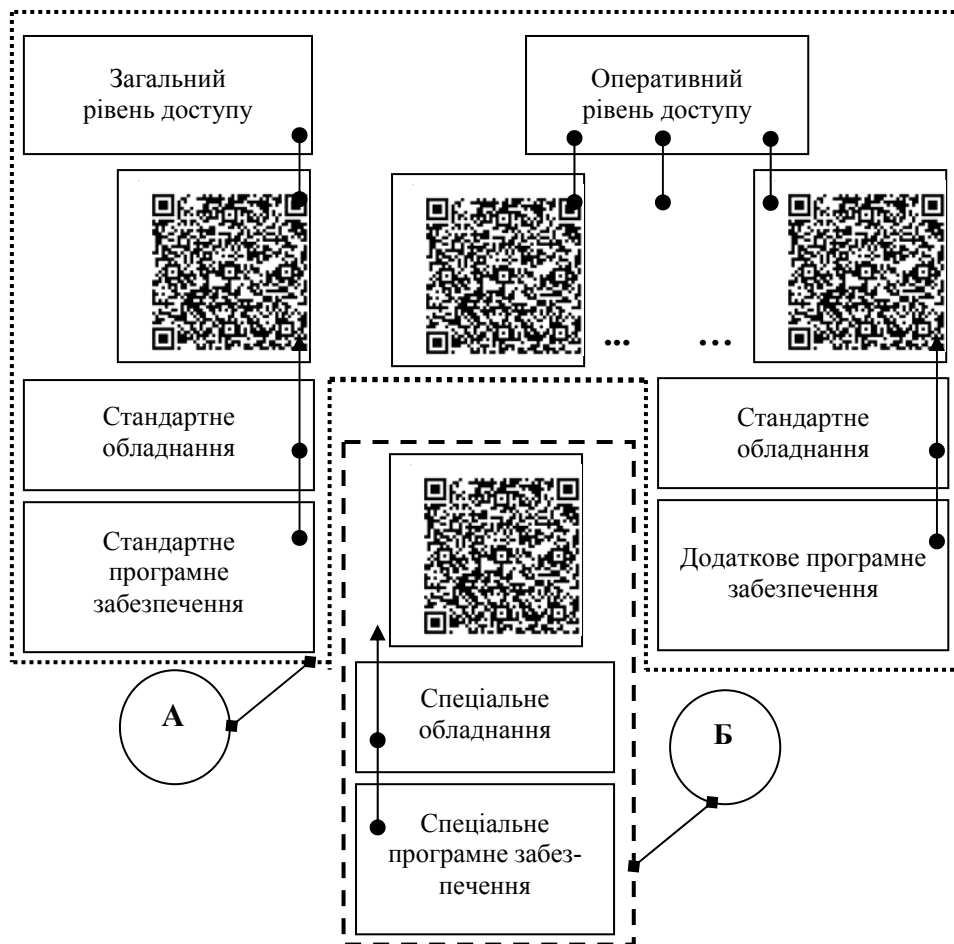 Загальний
рівень доступу
Оперативний
рівень доступу
... ...
Стандартне
обладнання
Стандартне
обладнання
Стандартне
програмне
забезпечення
Додаткове програмне
забезпечення
А
Спеціальне
обладнання
Б
Спеціальне
програмне забез-
печення